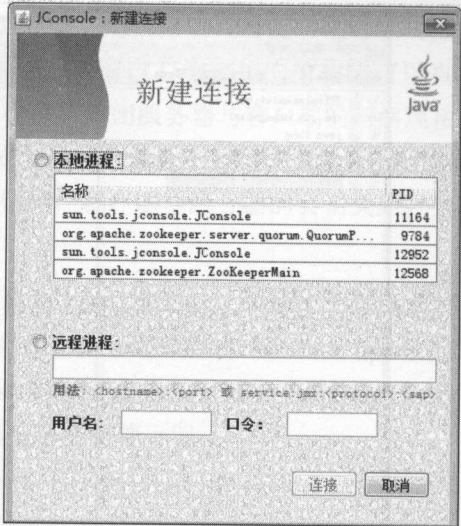 JConsole : 新建连接
新建连接
Java
本地进程:
名称 PID
sun.tools.jconsole.JConsole 11164
org.apache.zookeeper.server.quorum.QuorumP... 9784
sun.tools.jconsole.JConsole 12952
org.apache.zookeeper.ZooKeeperMain 12568
远程进程:
用法: <hostname>:<port> 或 service:jmx:<protocol>:<sap>
用户名: 口令:
连接 取消